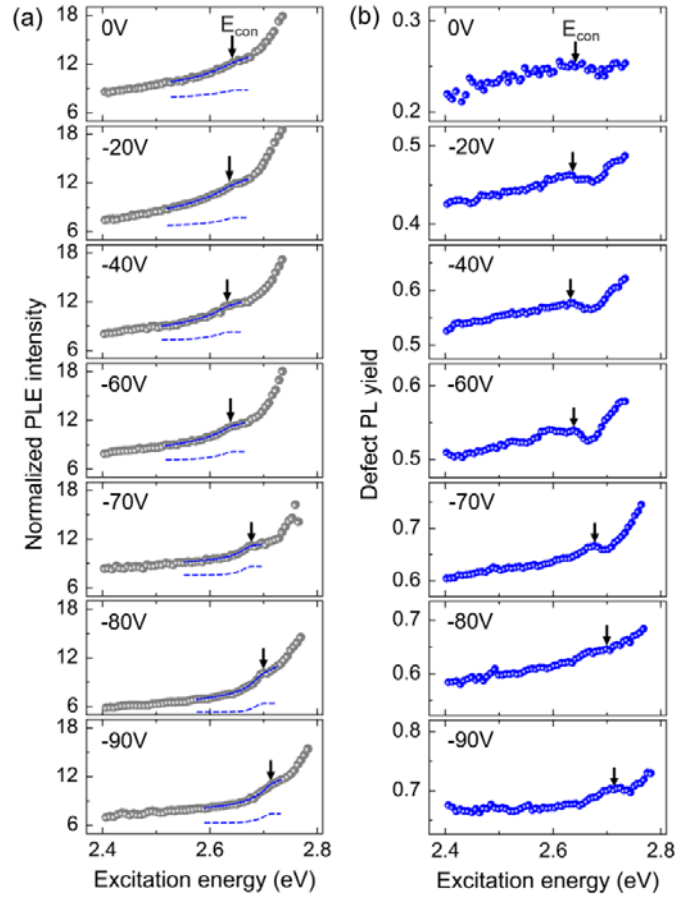 (a)
0V
E_con
18
12
6
-20V
18
12
6
-40V
18
12
6
-60V
18
12
6
-70V
18
12
6
-80V
18
12
6
-90V
18
12
6
2.4 2.6 2.8
Excitation energy (eV)
Normalized PLE intensity
(b)
0V
E_con
0.3
0.2
-20V
0.5
0.4
-40V
0.6
0.5
-60V
0.6
0.5
-70V
0.7
0.6
-80V
0.7
0.6
-90V
0.8
0.7
2.4 2.6 2.8
Excitation energy (eV)
Defect PL yield